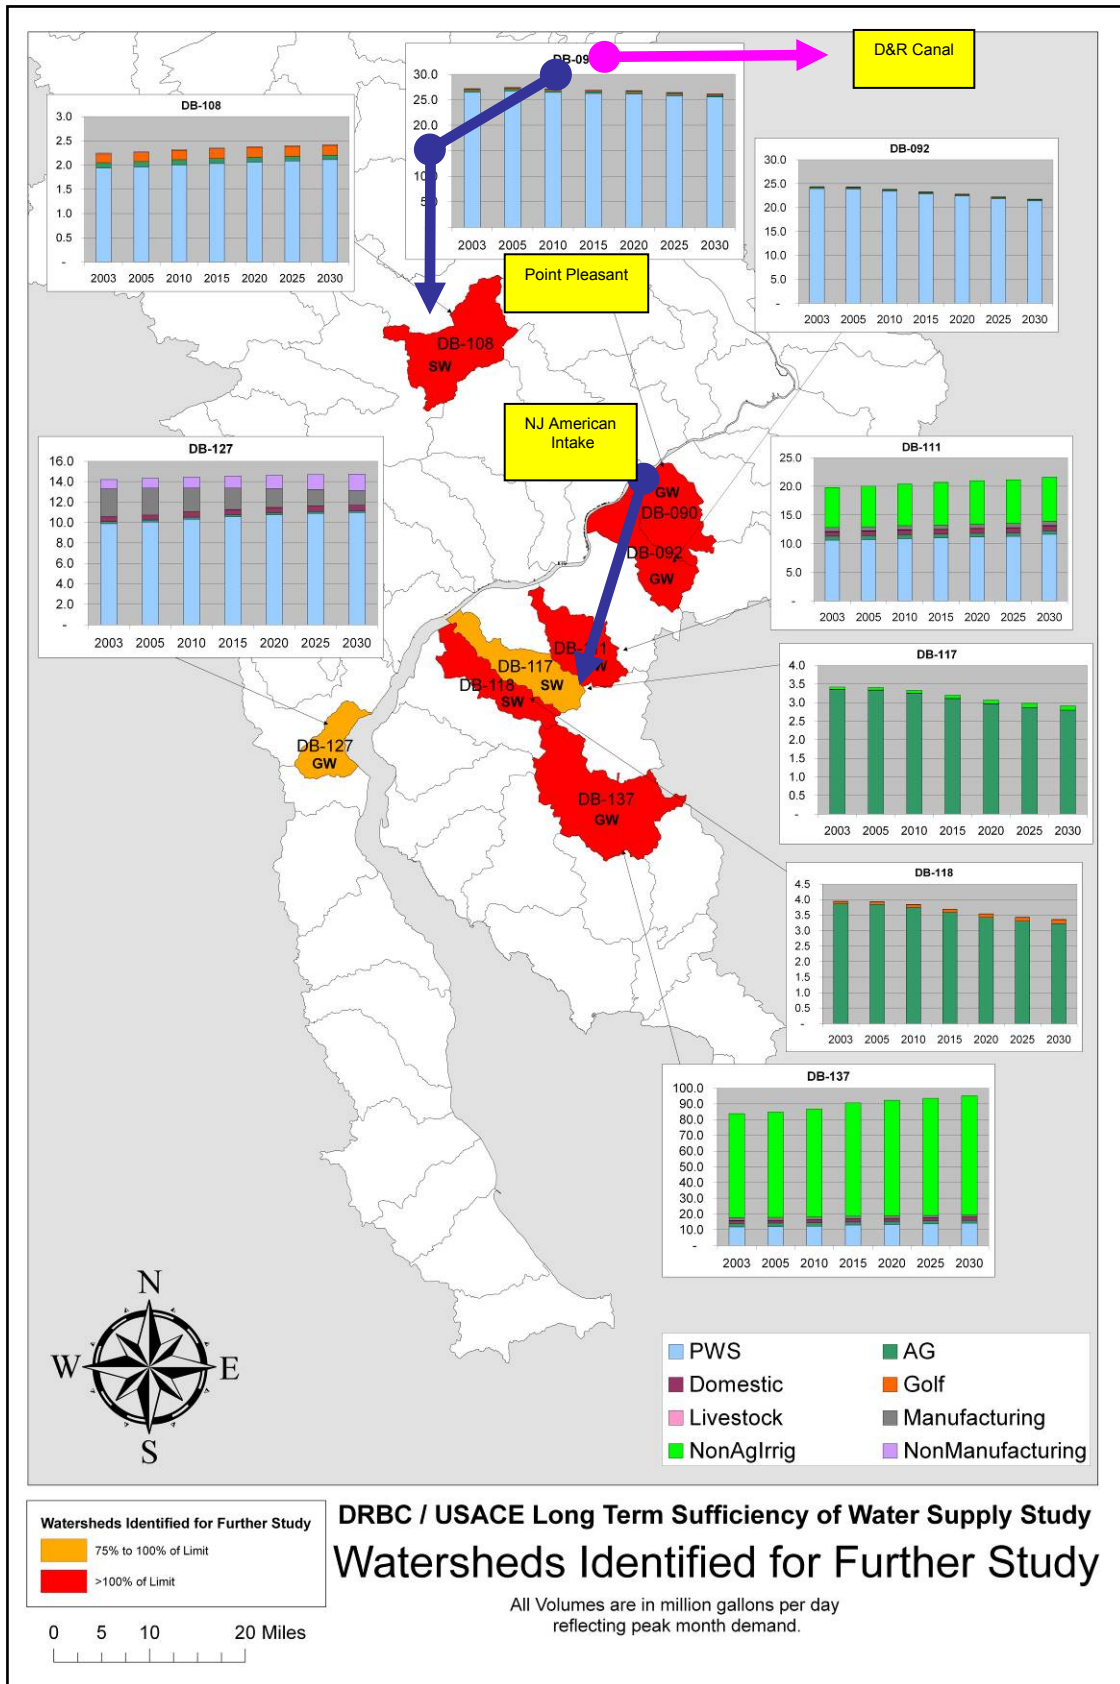 D&R Canal
DB-09
30.0
25.0
20.0
10.0
5.0
2003 2005 2010 2015 2020 2025 2030
DB-108
3.0
2.5
2.0
1.5
1.0
0.5
-
2003 2005 2010 2015 2020 2025 2030
DB-092
30.0
25.0
20.0
15.0
10.0
5.0
-
2003 2005 2010 2015 2020 2025 2030
Point Pleasant
DB-108
SW
NJ American
Intake
DB-127
16.0
14.0
12.0
10.0
8.0
6.0
4.0
2.0
-
2003 2005 2010 2015 2020 2025 2030
DB-111
25.0
20.0
15.0
10.0
5.0
-
2003 2005 2010 2015 2020 2025 2030
GW
DB-090
DB-092
GW
DB-117
SW
DB-118
SW
DB-127
GW
DB-137
GW
DB-117
4.0
3.5
3.0
2.5
2.0
1.5
1.0
0.5
-
2003 2005 2010 2015 2020 2025 2030
DB-118
4.5
4.0
3.5
3.0
2.5
2.0
1.5
1.0
0.5
-
2003 2005 2010 2015 2020 2025 2030
DB-137
100.0
90.0
80.0
70.0
60.0
50.0
40.0
30.0
20.0
10.0
-
2003 2005 2010 2015 2020 2025 2030
N
W E
S
PWS AG
Domestic Golf
Livestock Manufacturing
NonAgIrrig NonManufacturing
Watersheds Identified for Further Study
75% to 100% of Limit
>100% of Limit
0 5 10 20 Miles
DRBC / USACE Long Term Sufficiency of Water Supply Study
Watersheds Identified for Further Study
All Volumes are in million gallons per day
reflecting peak month demand.